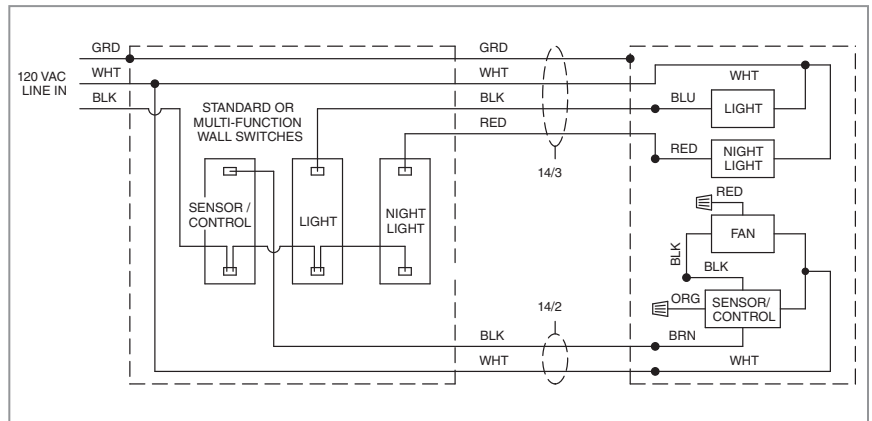 GRD
GRD
120 VAC
LINE IN
WHT
WHT
WHT
BLK
BLK
BLU
LIGHT
STANDARD OR
MULTI-FUNCTION
WALL SWITCHES
RED
RED
NIGHT
LIGHT
14/3
SENSOR /
CONTROL
LIGHT
NIGHT
LIGHT
RED
FAN
BLK
BLK
ORG
SENSOR/
CONTROL
14/2
BLK
BRN
WHT
WHT